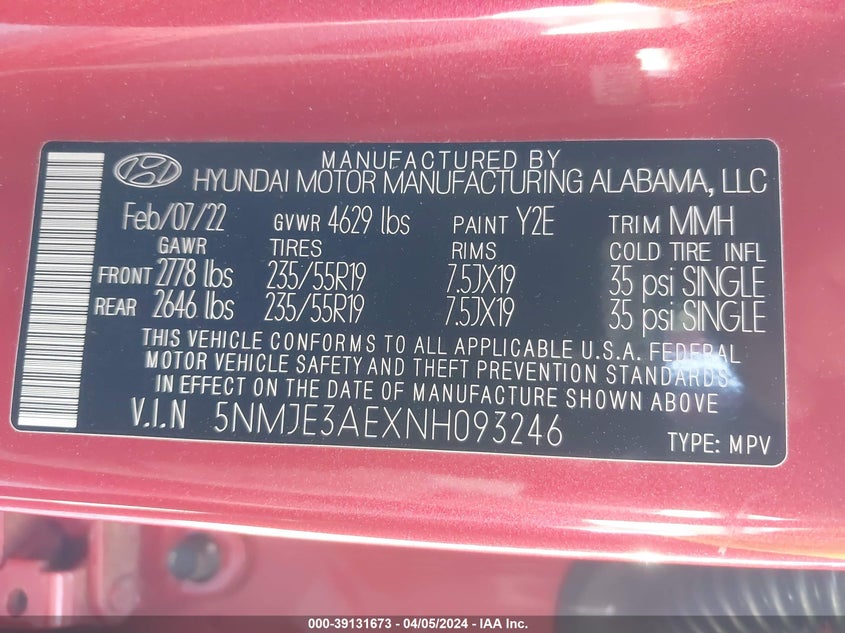 MANUFACTURED BY
HYUNDAI MOTOR MANUFACTURING ALABAMA, LLC
Feb/07/22 GVWR 4629 lbs PAINT Y2E TRIM MMH
GAWR TIRES RIMS COLD TIRE INFL
FRONT 2778 lbs 235/55R19 7.5JX19 35 psi SINGLE
REAR 2646 lbs 235/55R19 7.5JX19 35 psi SINGLE
THIS VEHICLE CONFORMS TO ALL APPLICABLE U.S.A. FEDERAL
MOTOR VEHICLE SAFETY AND THEFT PREVENTION STANDARDS
IN EFFECT ON THE DATE OF MANUFACTURE SHOWN ABOVE
V.I.N 5NMJE3AEXNH093246 TYPE: MPV
000-39131673 - 04/05/2024 - IAA Inc.